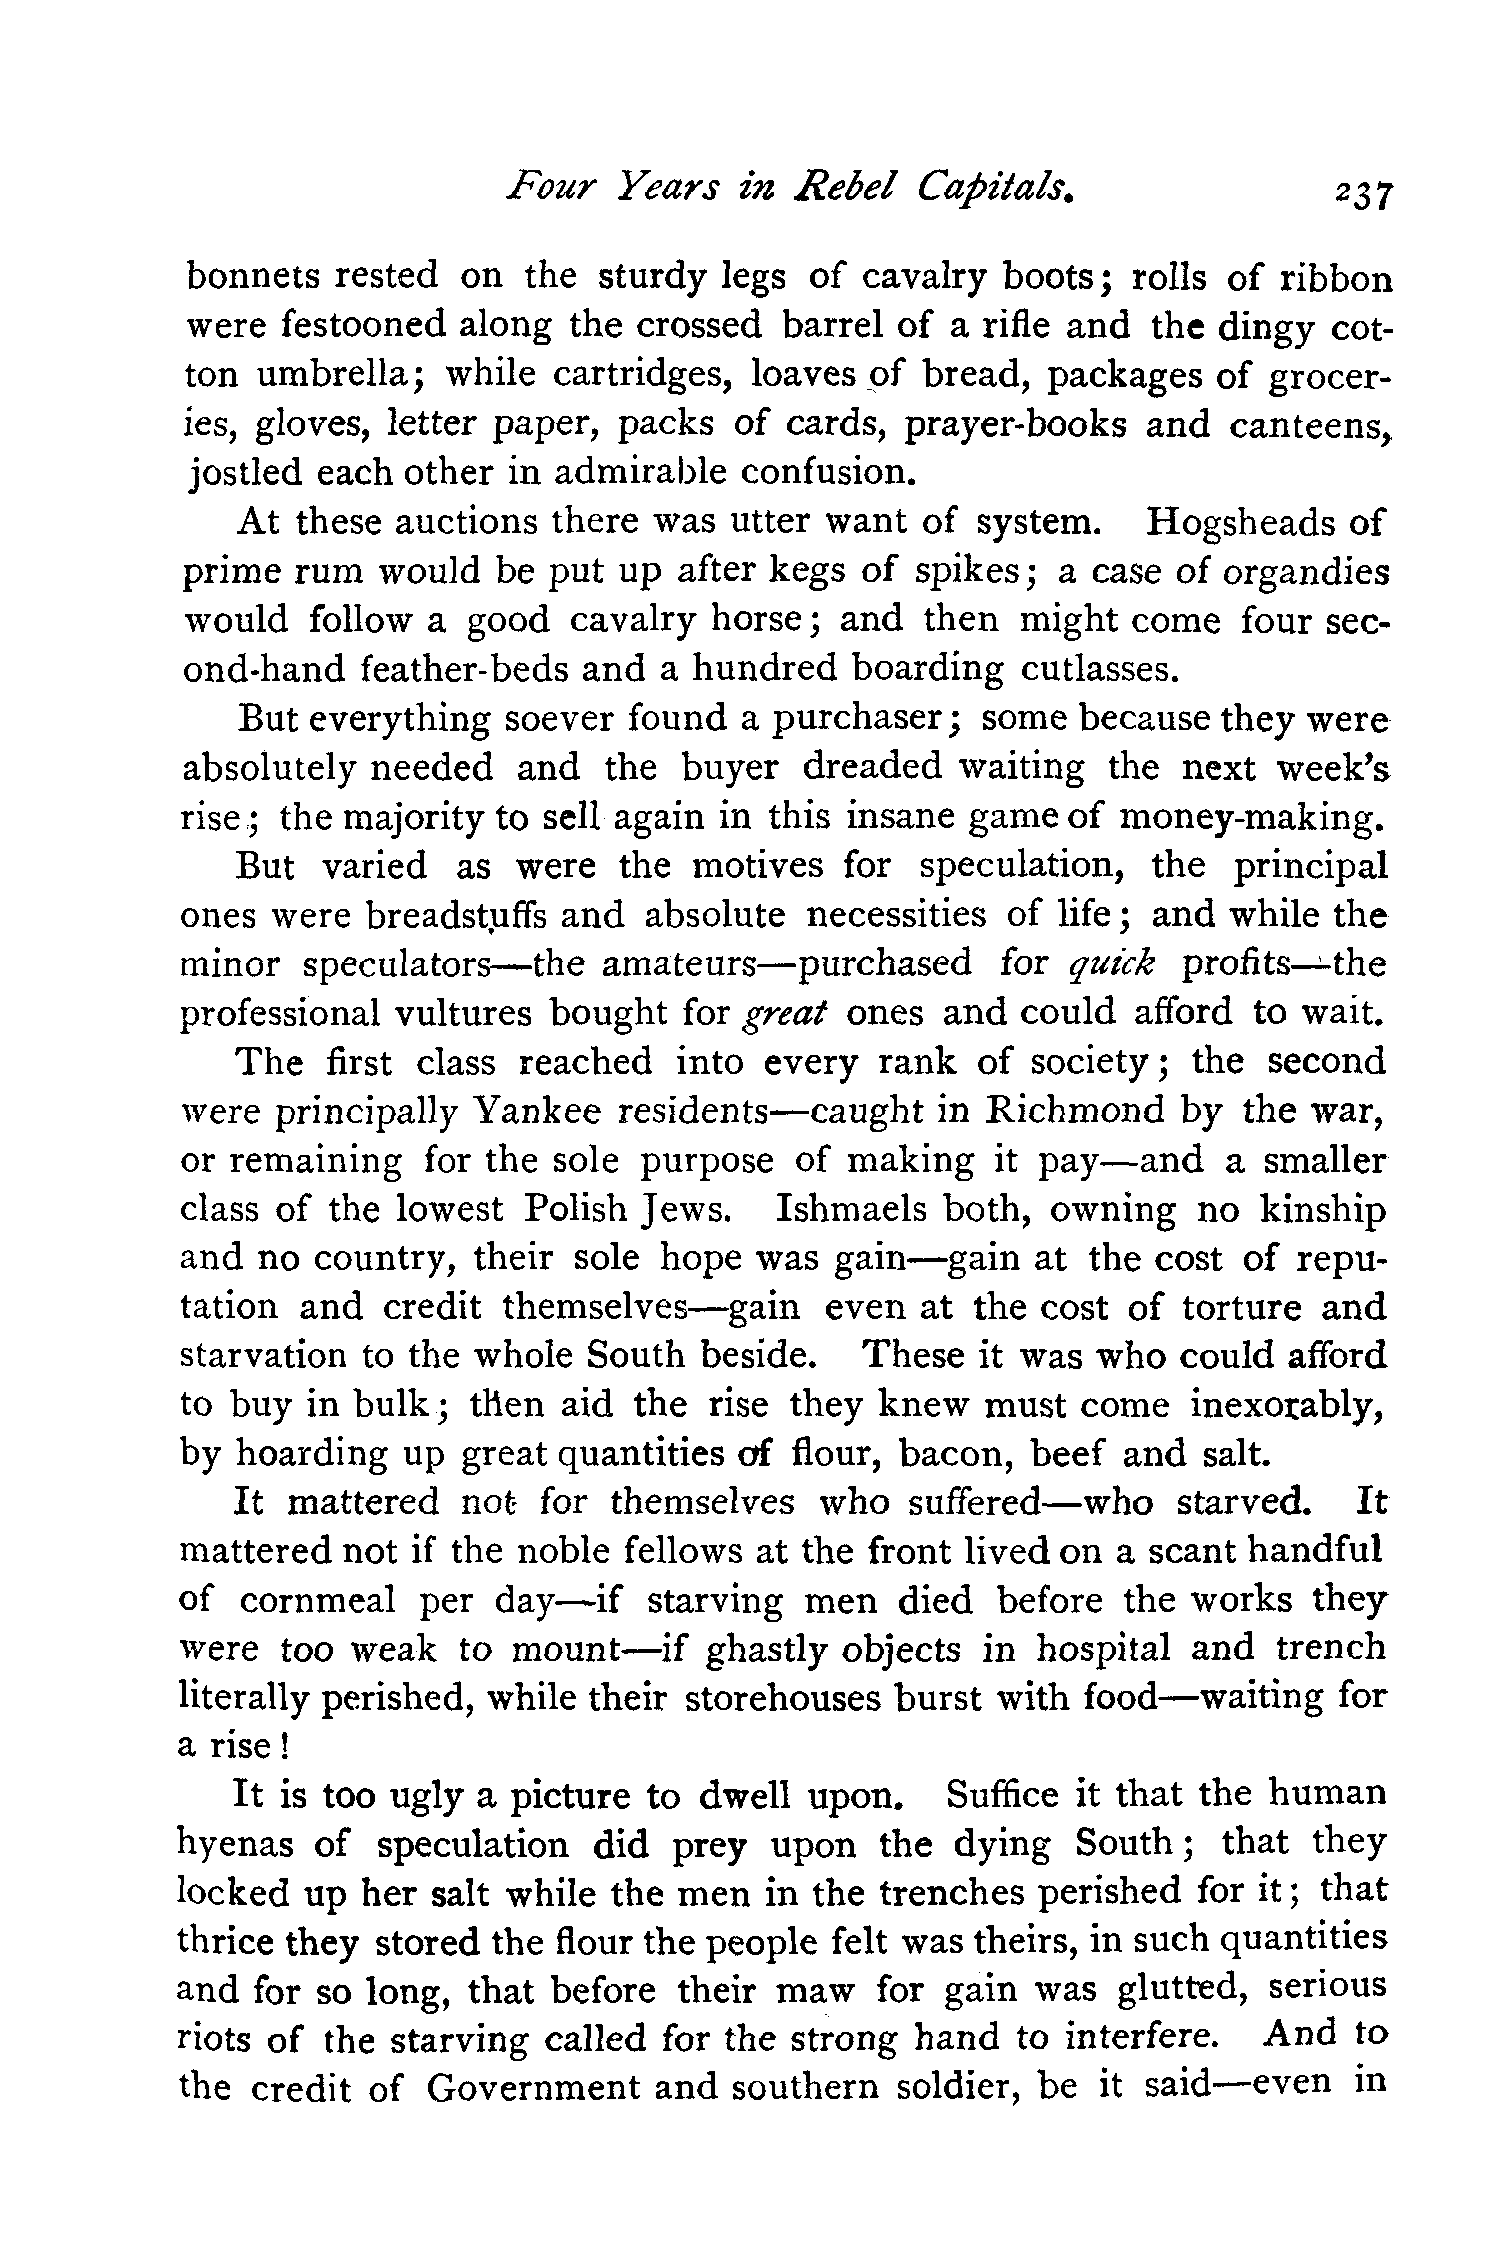 Four Years in Rebel Capitals. 237
bonnets rested on the sturdy legs of cavalry boots; rolls of ribbon
were festooned along the crossed barrel of a rifle and the dingy cot-
ton umbrella; while cartridges, loaves of bread, packages of grocer-
ies, gloves, letter paper, packs of cards, prayer-books and canteens,
jostled each other in admirable confusion.
At these auctions there was utter want of system. Hogsheads of
prime rum would be put up after kegs of spikes; a case of organdies
would follow a good cavalry horse; and then might come four sec-
ond-hand feather-beds and a hundred boarding cutlasses.
But everything soever found a purchaser; some because they were
absolutely needed and the buyer dreaded waiting the next week's
rise; the majority to sell again in this insane game of money-making.
But varied as were the motives for speculation, the principal
ones were breadstuffs and absolute necessities of life; and while the
minor speculators—the amateurs—purchased for quick profits—the
professional vultures bought for great ones and could afford to wait.
The first class reached into every rank of society; the second
were principally Yankee residents—caught in Richmond by the war,
or remaining for the sole purpose of making it pay—and a smaller
class of the lowest Polish Jews. Ishmaels both, owning no kinship
and no country, their sole hope was gain—gain at the cost of repu-
tation and credit themselves—gain even at the cost of torture and
starvation to the whole South beside. These it was who could afford
to buy in bulk; then aid the rise they knew must come inexorably,
by hoarding up great quantities of flour, bacon, beef and salt.
It mattered not for themselves who suffered—who starved. It
mattered not if the noble fellows at the front lived on a scant handful
of cornmeal per day—if starving men died before the works they
were too weak to mount—if ghastly objects in hospital and trench
literally perished, while their storehouses burst with food—waiting for
a rise!
It is too ugly a picture to dwell upon. Suffice it that the human
hyenas of speculation did prey upon the dying South; that they
locked up her salt while the men in the trenches perished for it; that
thrice they stored the flour the people felt was theirs, in such quantities
and for so long, that before their maw for gain was glutted, serious
riots of the starving called for the strong hand to interfere. And to
the credit of Government and southern soldier, be it said—even in